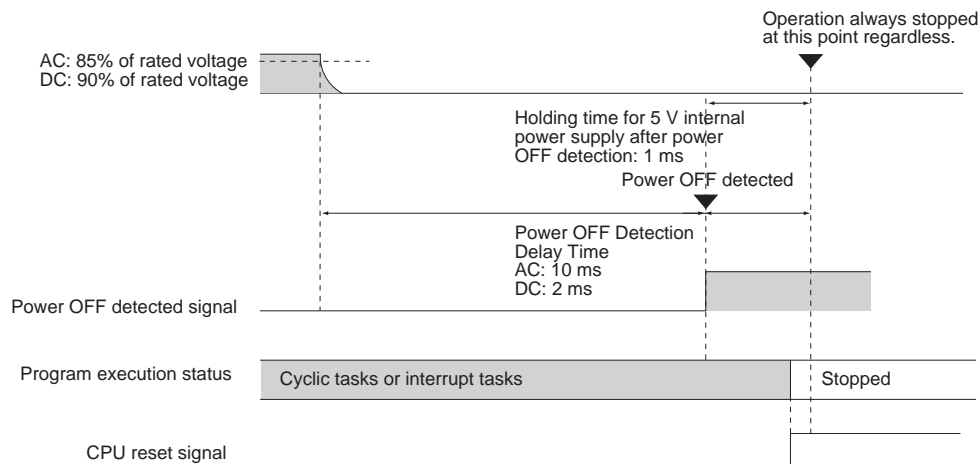 Operation always stopped
at this point regardless.
AC: 85% of rated voltage
DC: 90% of rated voltage
Holding time for 5 V internal
power supply after power
OFF detection: 1 ms
Power OFF detected
Power OFF Detection
Delay Time
AC: 10 ms
DC: 2 ms
Power OFF detected signal
Program execution status
Cyclic tasks or interrupt tasks
Stopped
CPU reset signal